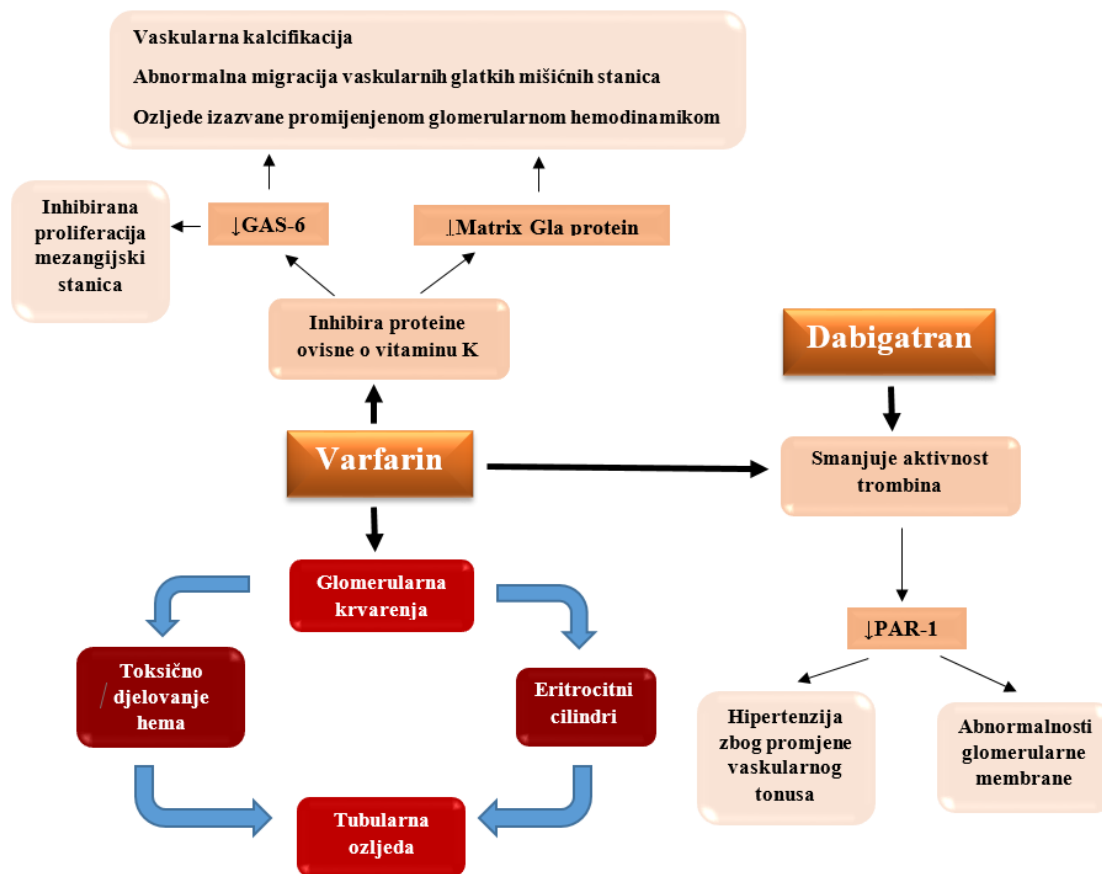 Vaskularna kalcifikacija
Abnormalna migracija vaskularnih glatkih mišićnih stanica
Ozljede izazvane promijenjenom glomerularnom hemodinamikom
Inhibirana
proliferacija
mezangijski
stanica
↓GAS-6
↓Matrix Gla protein
Inhibira proteine
ovisne o vitaminu K
Dabigatran
Varfarin
Smanjuje aktivnost
trombina
Glomerularna
krvarenja
↓PAR-1
Toksično
djelovanje
hema
Eritrocitni
cilindri
Hipertenzija
zbog promjene
vaskularnog
tonusa
Abnormalnosti
glomerularne
membrane
Tubularna
ozljeda